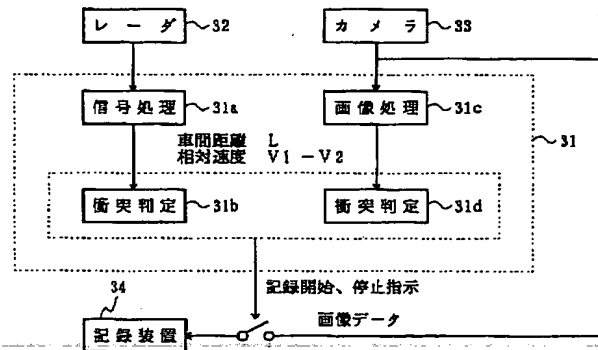 レーダ 32
カメラ 33
信号処理 31a
画像処理 31c
31
車間距離 L
相対速度 V1－V2
衝突判定 31b
衝突判定 31d
記録開始、停止指示
34
画像データ
記録装置